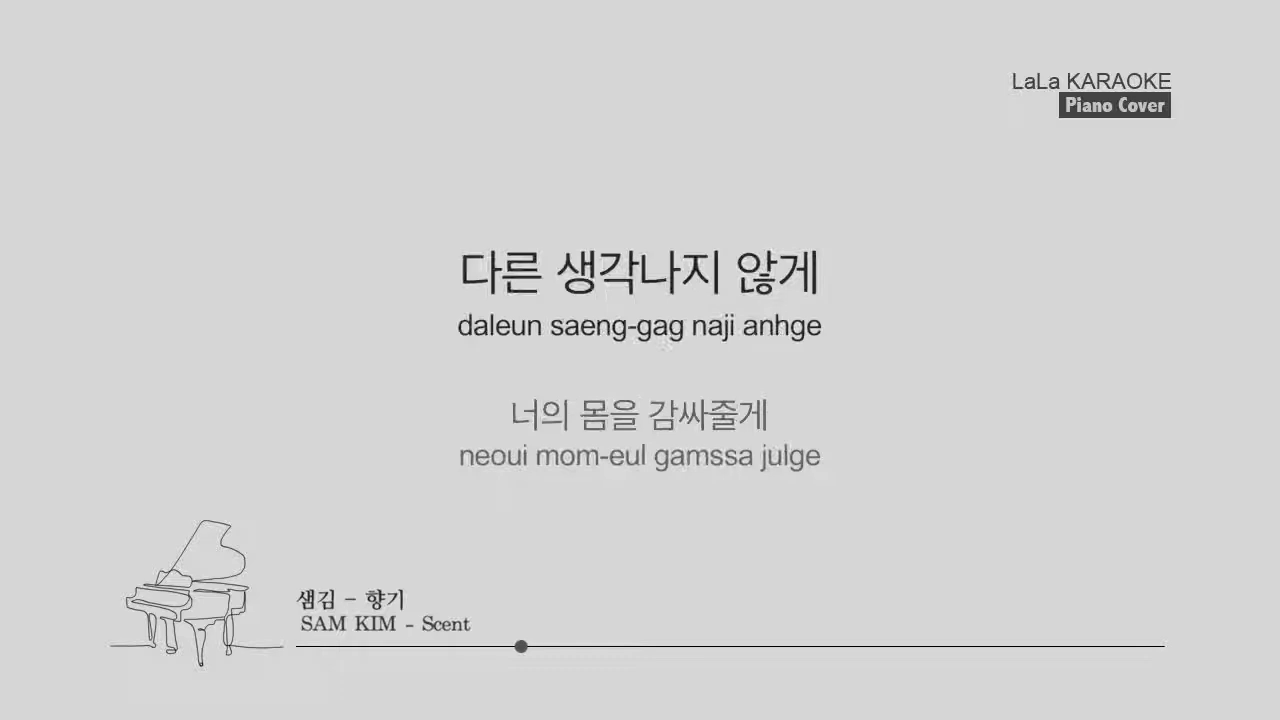 LaLa KARAOKE
Piano Cover
다른 생각나지 않게
daleun saeng-gag naji anhge
너의 몸을 감싸줄게
neoui mom-eul gamssa julge
샘김 - 향기
SAM KIM - Scent